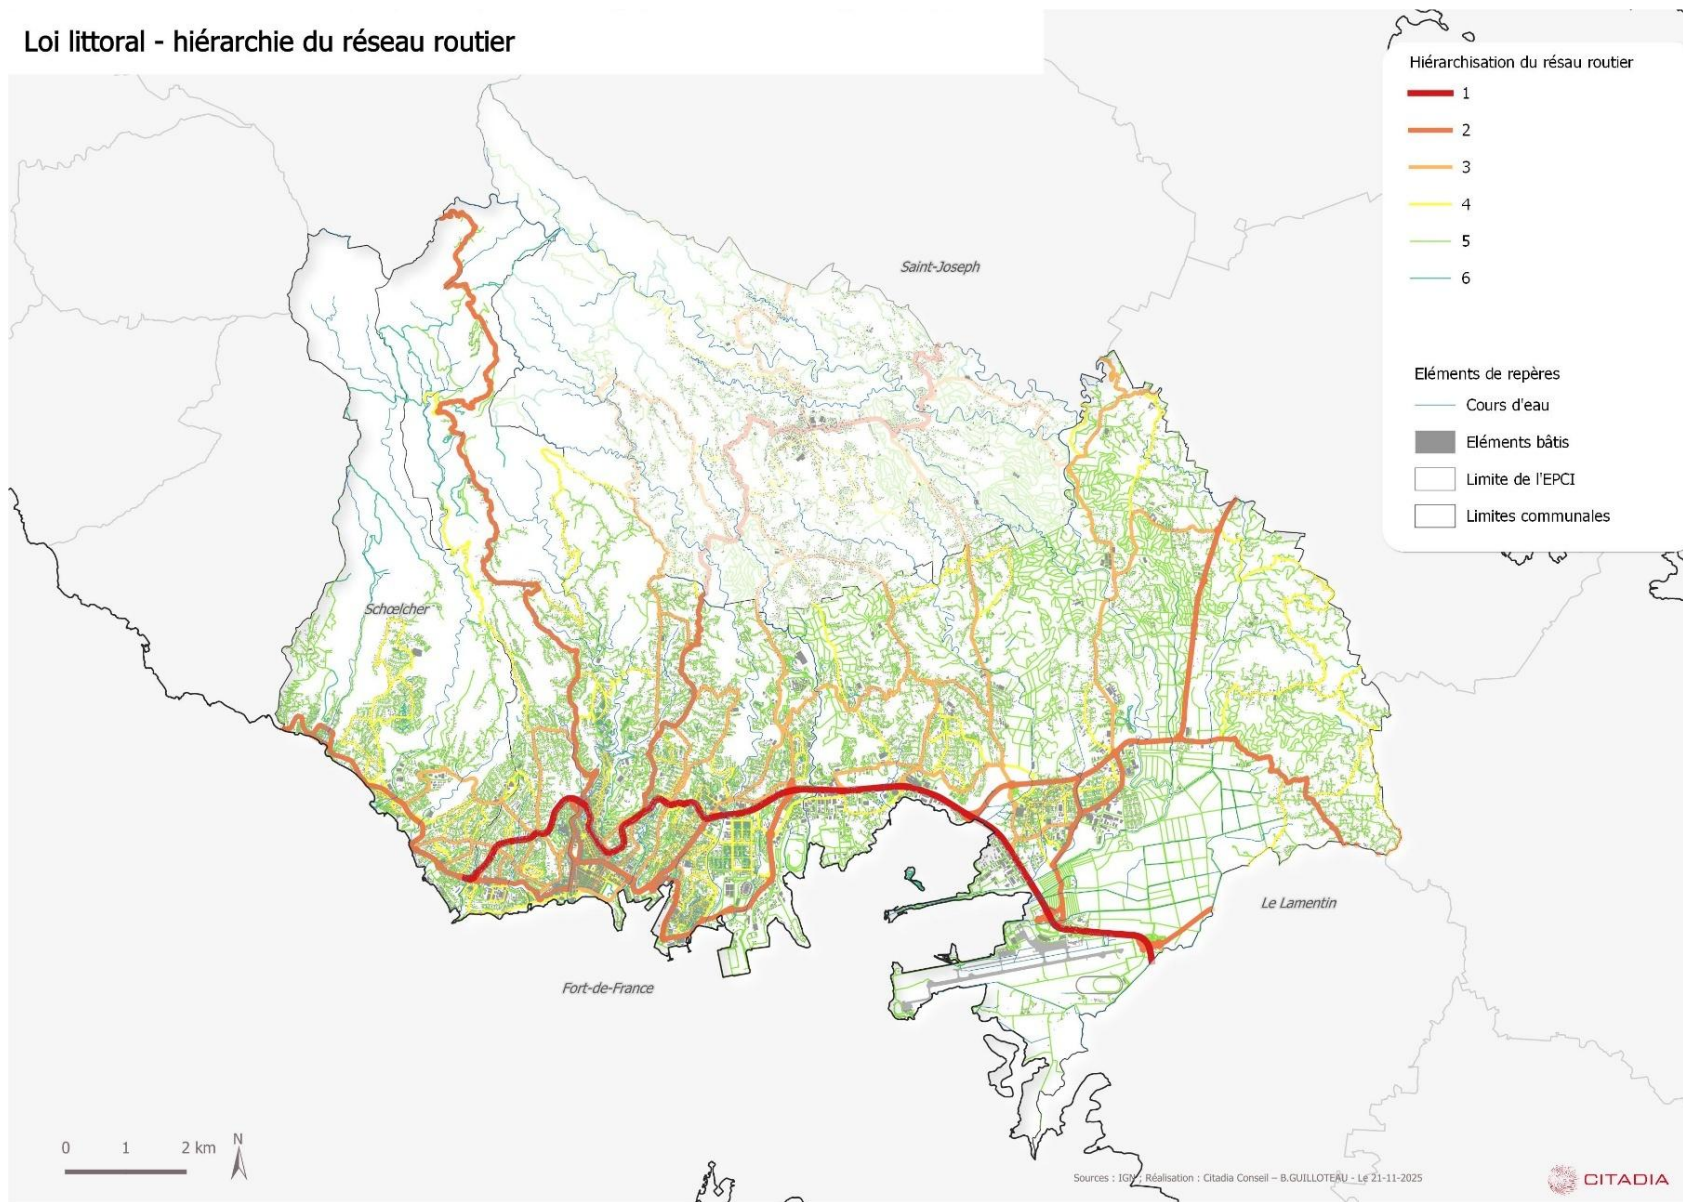 Loi littoral - hiérarchie du réseau routier
Hiérarchisation du résau routier
1
2
3
4
5
6
Eléments de repères
Cours d'eau
Eléments bâtis
Limite de l'EPCI
Limites communales
Saint-Joseph
Schœlcher
Le Lamentin
Fort-de-France
0 1 2 km N
Sources : IGN ; Réalisation : Citadia Conseil – B.GUILLOTEAU - Le 21-11-2025
CITADIA